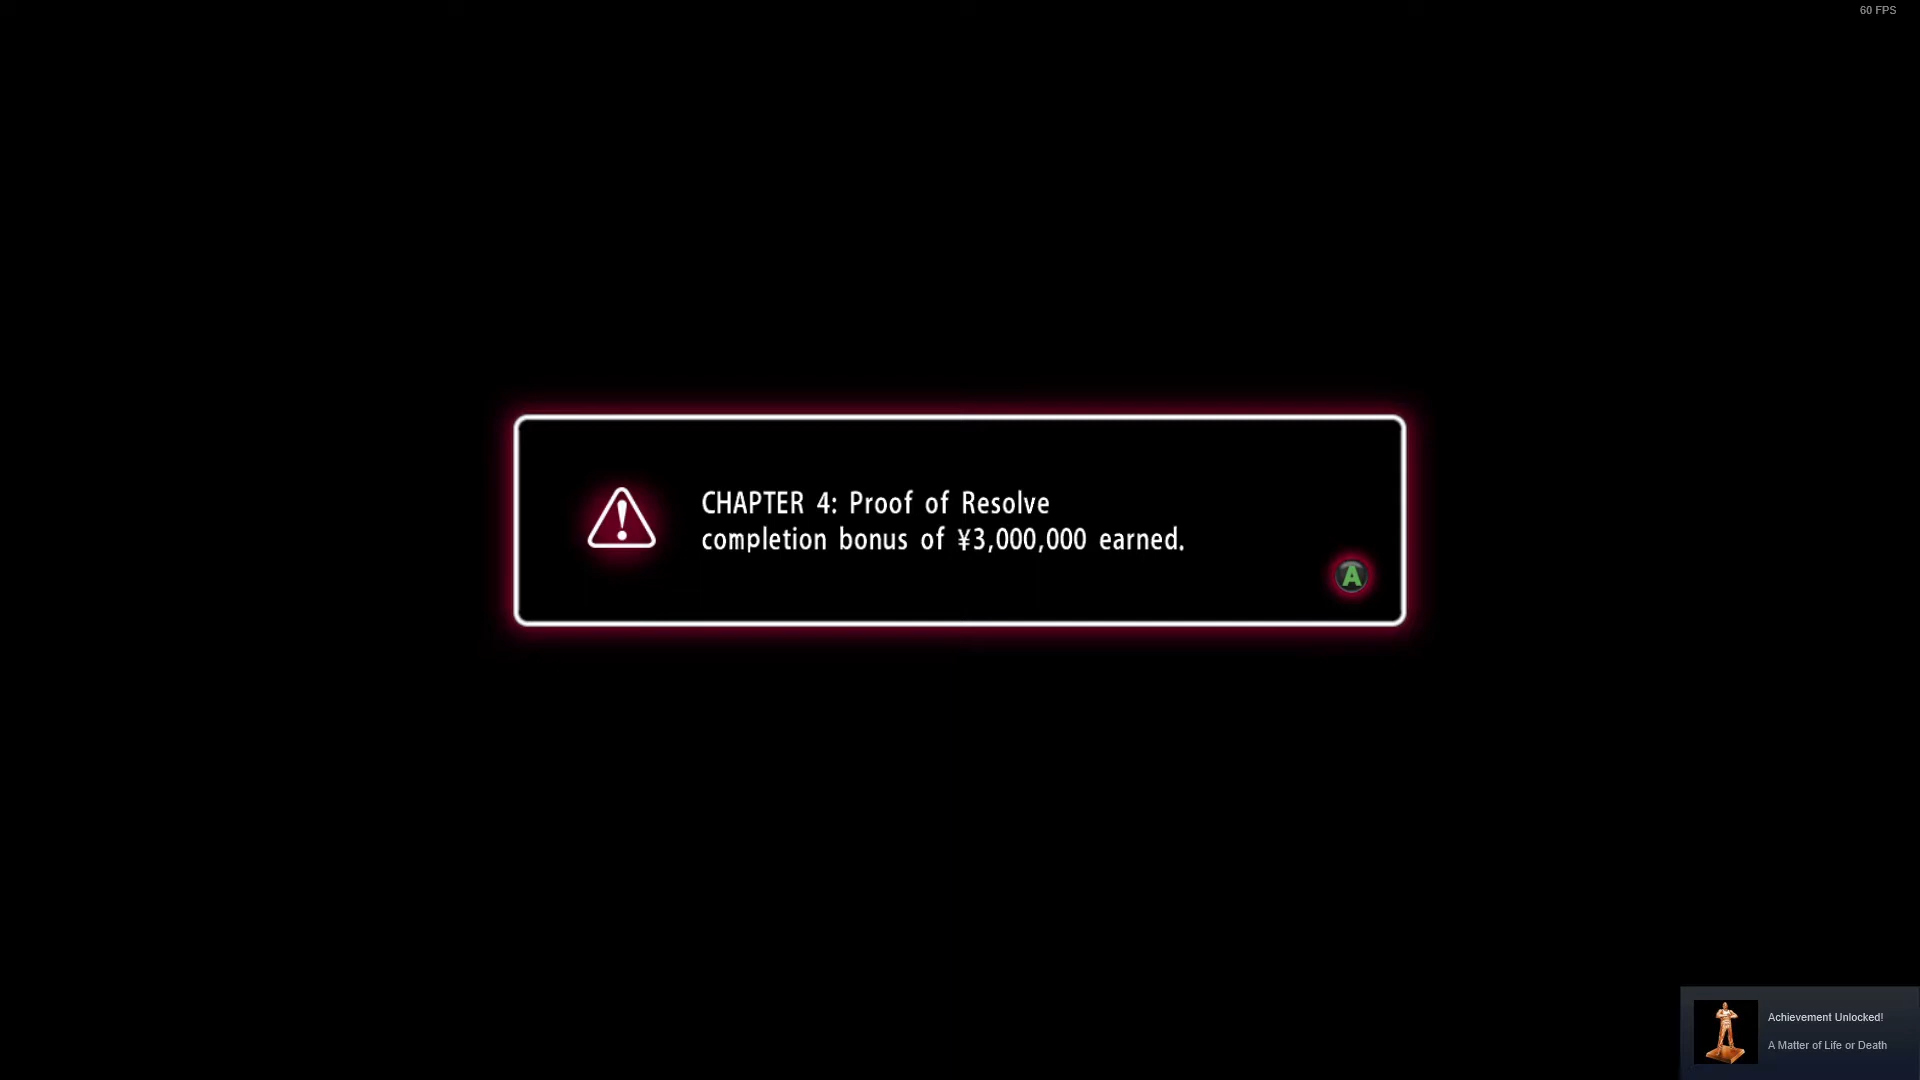 60 FPS
CHAPTER 4: Proof of Resolve
completion bonus of ¥3,000,000 earned.
A
Achievement Unlocked!
A Matter of Life or Death